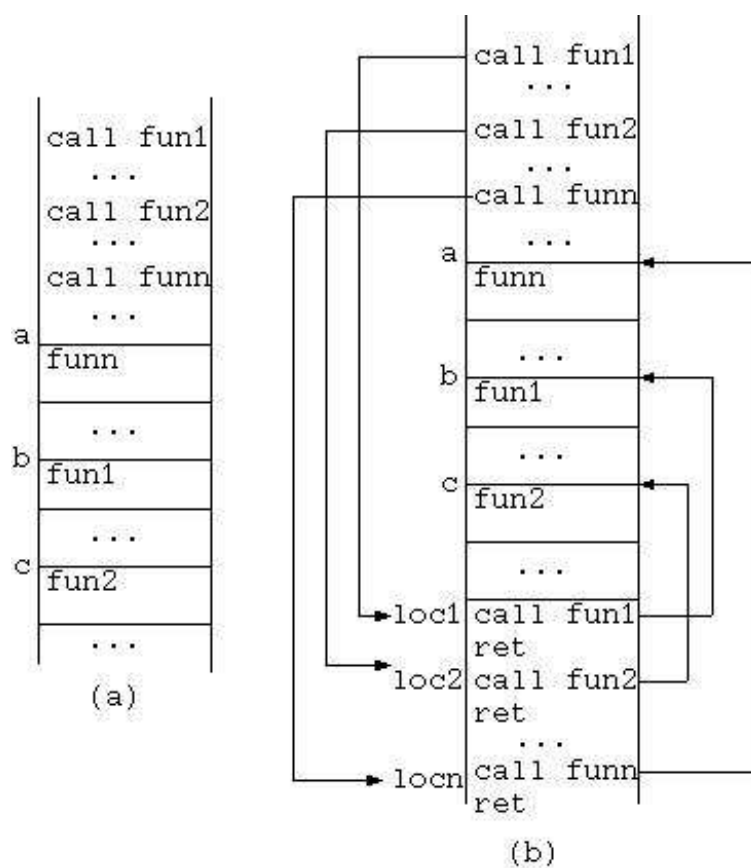 call fun1
...
call fun2
...
call funn
...
a
funn
...
b
fun1
...
c
fun2
...
(a)
call fun1
...
call fun2
...
call funn
...
a
funn
...
b
fun1
...
c
fun2
...
loc1 call fun1
ret
loc2 call fun2
ret
...
locn call funn
ret
(b)